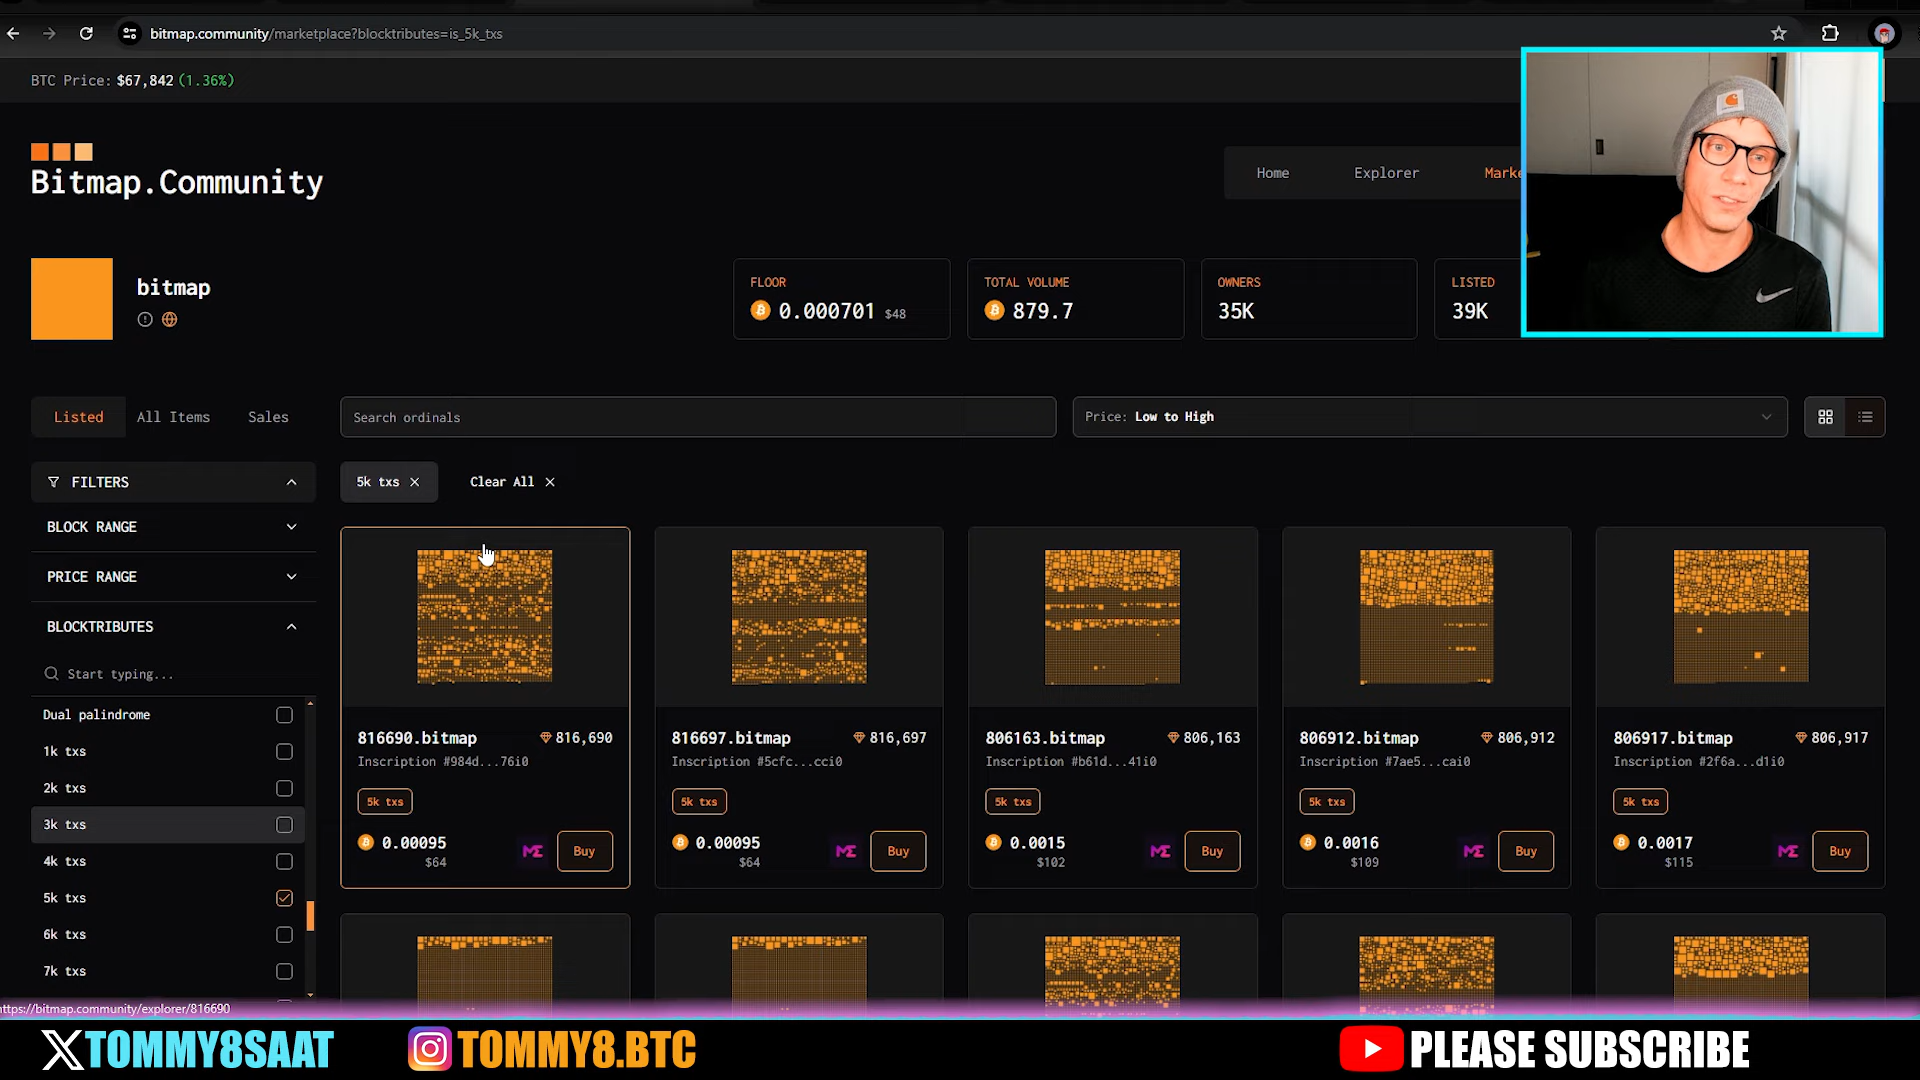 bitmap.community/marketplace?blocktributes=is_5k_txs
BTC Price: $67,842 (1.36%)
Bitmap.Community
Home Explorer Marke
bitmap
FLOOR
0.000701 $48
TOTAL VOLUME
879.7
OWNERS
35K
LISTED
39K
Listed All Items Sales
Search ordinals
Price: Low to High
FILTERS
5k txs × Clear All ×
BLOCK RANGE
PRICE RANGE
BLOCKTRIBUTES
Start typing...
Dual palindrome
1k txs
2k txs
3k txs
4k txs
5k txs
6k txs
7k txs
816690.bitmap 816,690
Inscription #984d...76i0
5k txs
0.00095
$64
ME
Buy
816697.bitmap 816,697
Inscription #5cfc...cci0
5k txs
0.00095
$64
ME
Buy
806163.bitmap 806,163
Inscription #b61d...41i0
5k txs
0.0015
$102
ME
Buy
806912.bitmap 806,912
Inscription #7ae5...cai0
5k txs
0.0016
$109
ME
Buy
806917.bitmap 806,917
Inscription #2f6a...d1i0
5k txs
0.0017
$115
ME
Buy
https://bitmap.community/explorer/816690
TOMMY8SAAT
TOMMY8.BTC
PLEASE SUBSCRIBE